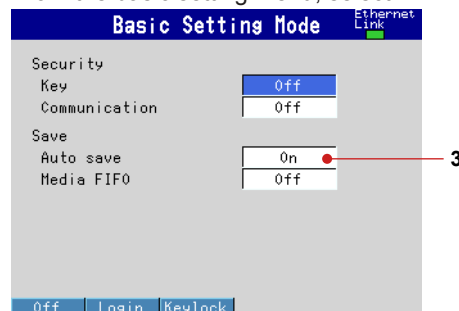 Basic Setting Mode
Ethernet
Link
Security
Key Off
Communication Off
Save
Auto save On 3
Media FIFO Off
Off Login Keylock